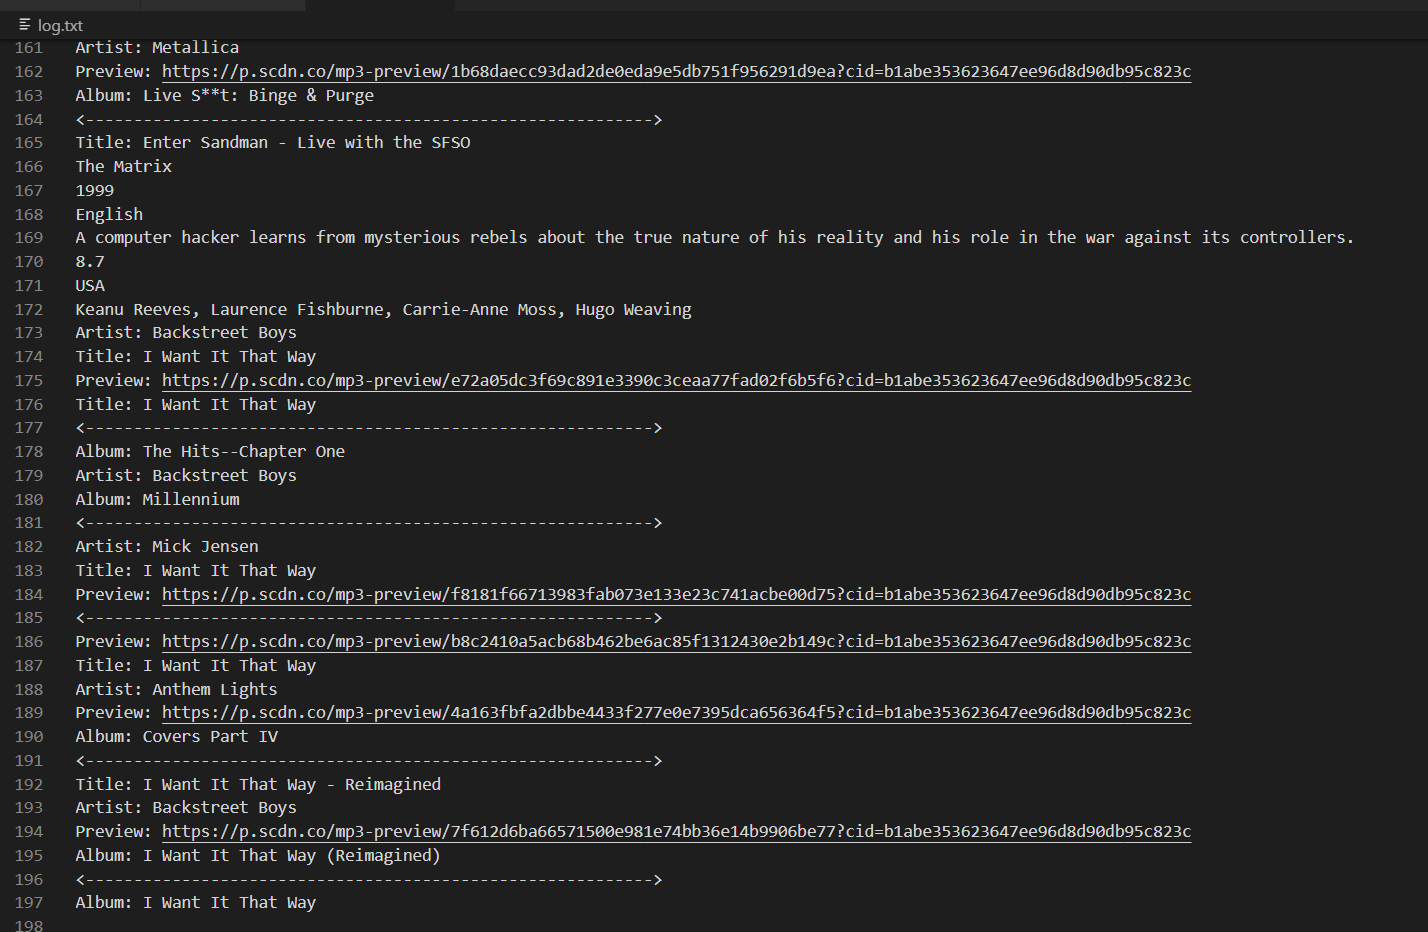 log.txt
161 Artist: Metallica
162 Preview: https://p.scdn.co/mp3-preview/1b68daecc93dad2de0eda9e5db751f956291d9ea?cid=b1abe353623647ee96d8d90db95c823c
163 Album: Live S**t: Binge & Purge
164 <----------------------------------------------------------->
165 Title: Enter Sandman - Live with the SFSO
166 The Matrix
167 1999
168 English
169 A computer hacker learns from mysterious rebels about the true nature of his reality and his role in the war against its controllers.
170 8.7
171 USA
172 Keanu Reeves, Laurence Fishburne, Carrie-Anne Moss, Hugo Weaving
173 Artist: Backstreet Boys
174 Title: I Want It That Way
175 Preview: https://p.scdn.co/mp3-preview/e72a05dc3f69c891e3390c3ceaa77fad02f6b5f6?cid=b1abe353623647ee96d8d90db95c823c
176 Title: I Want It That Way
177 <----------------------------------------------------------->
178 Album: The Hits--Chapter One
179 Artist: Backstreet Boys
180 Album: Millennium
181 <----------------------------------------------------------->
182 Artist: Mick Jensen
183 Title: I Want It That Way
184 Preview: https://p.scdn.co/mp3-preview/f8181f66713983fab073e133e23c741acbe00d75?cid=b1abe353623647ee96d8d90db95c823c
185 <----------------------------------------------------------->
186 Preview: https://p.scdn.co/mp3-preview/b8c2410a5acb68b462be6ac85f1312430e2b149c?cid=b1abe353623647ee96d8d90db95c823c
187 Title: I Want It That Way
188 Artist: Anthem Lights
189 Preview: https://p.scdn.co/mp3-preview/4a163fbfa2dbbe4433f277e0e7395dca656364f5?cid=b1abe353623647ee96d8d90db95c823c
190 Album: Covers Part IV
191 <----------------------------------------------------------->
192 Title: I Want It That Way - Reimagined
193 Artist: Backstreet Boys
194 Preview: https://p.scdn.co/mp3-preview/7f612d6ba66571500e981e74bb36e14b9906be77?cid=b1abe353623647ee96d8d90db95c823c
195 Album: I Want It That Way (Reimagined)
196 <----------------------------------------------------------->
197 Album: I Want It That Way
198